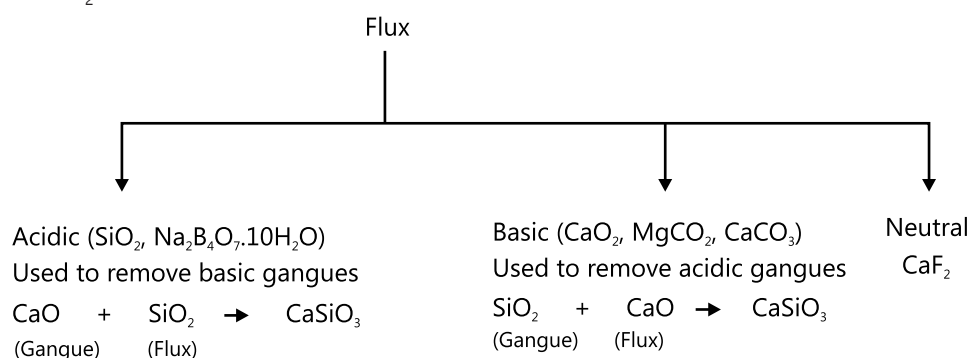 2
Flux
Acidic (SiO₂, Na₂B₄O₇.10H₂O)
Used to remove basic gangues
CaO + SiO₂ → CaSiO₃
(Gangue) (Flux)
Basic (CaO₂, MgCO₂, CaCO₃)
Used to remove acidic gangues
SiO₂ + CaO → CaSiO₃
(Gangue) (Flux)
Neutral
CaF₂